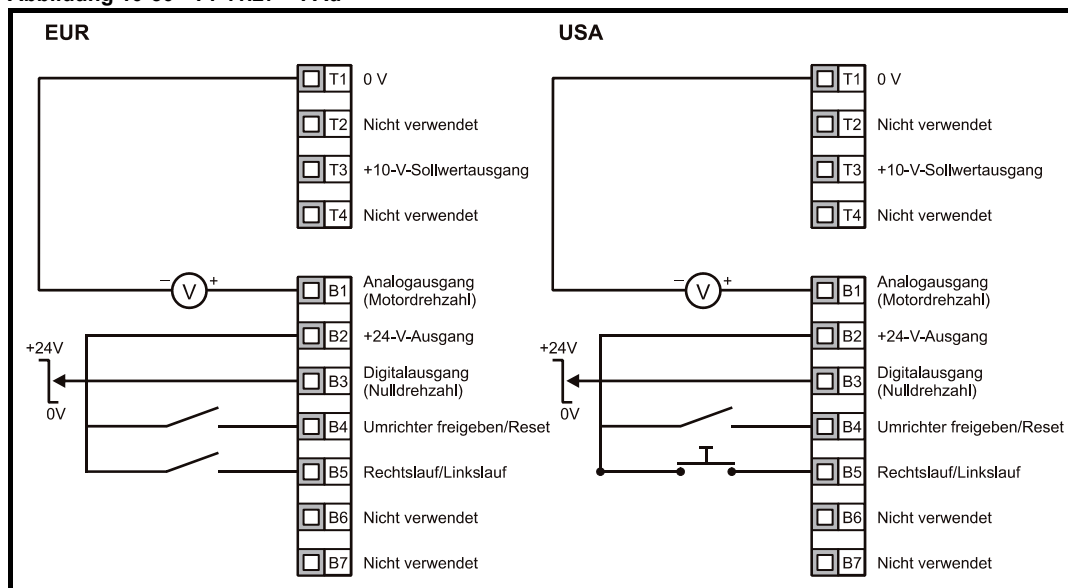 EUR
T1 0 V
T2 Nicht verwendet
T3 +10-V-Sollwertausgang
T4 Nicht verwendet
– V +
B1 Analogausgang
(Motordrehzahl)
B2 +24-V-Ausgang
+24V
B3 Digitalausgang
(Nulldrehzahl)
0V
B4 Umrichter freigeben/Reset
B5 Rechtslauf/Linkslauf
B6 Nicht verwendet
B7 Nicht verwendet
USA
T1 0 V
T2 Nicht verwendet
T3 +10-V-Sollwertausgang
T4 Nicht verwendet
– V +
B1 Analogausgang
(Motordrehzahl)
B2 +24-V-Ausgang
+24V
B3 Digitalausgang
(Nulldrehzahl)
0V
B4 Umrichter freigeben/Reset
B5 Rechtslauf/Linkslauf
B6 Nicht verwendet
B7 Nicht verwendet